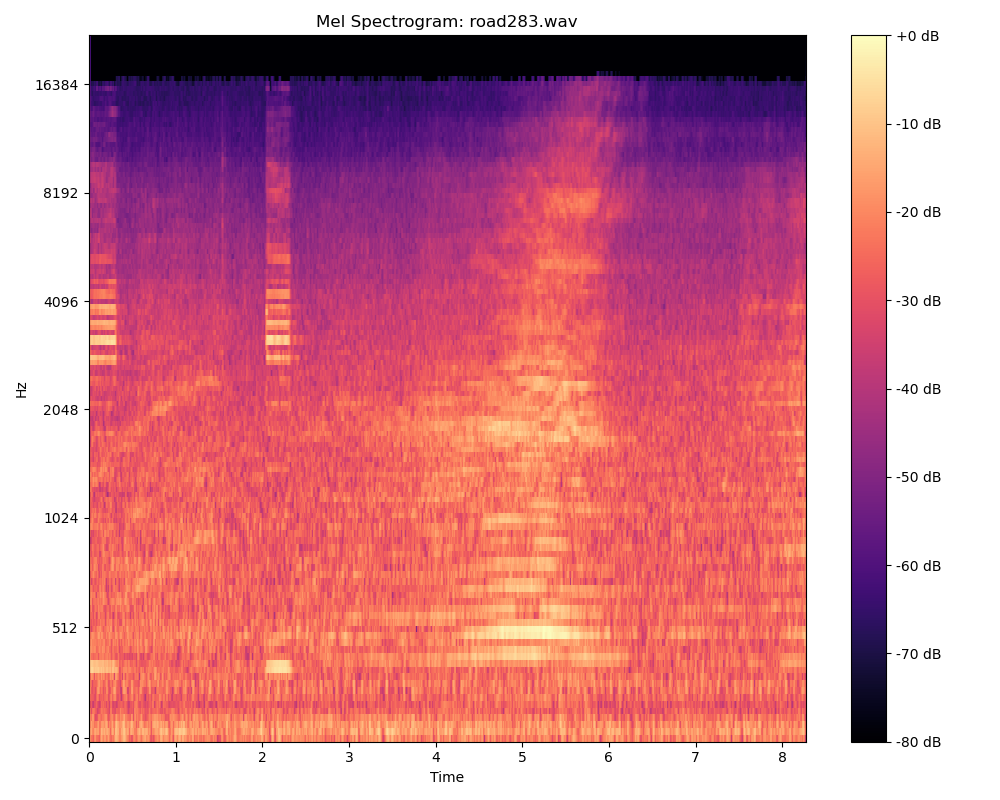 Mel Spectrogram: road283.wav
+0 dB
16384
-10 dB
8192
-20 dB
4096
-30 dB
Hz
2048
-40 dB
1024
-50 dB
-60 dB
512
-70 dB
0
-80 dB
0 1 2 3 4 5 6 7 8
Time